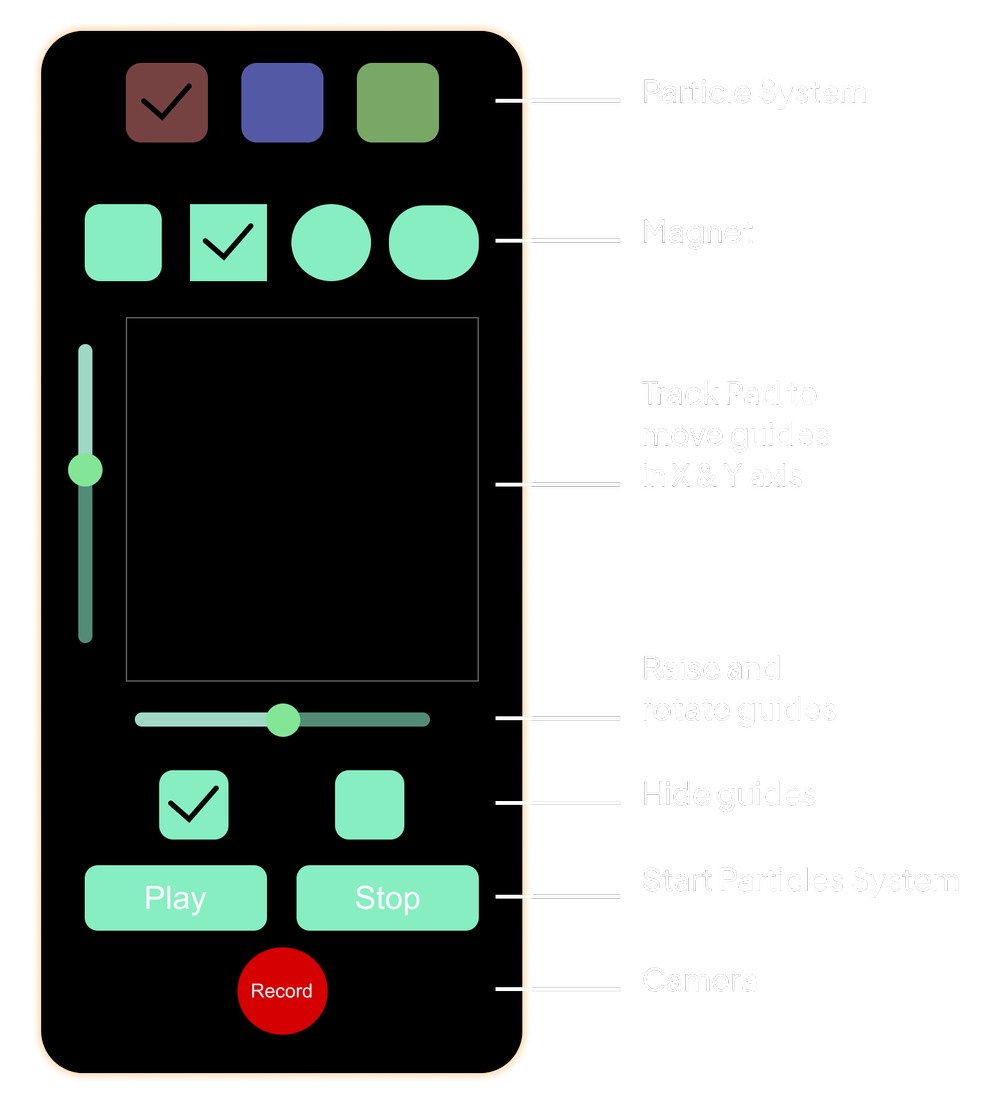 Particle System
Magnet
Track Pad to
move guides
in X & Y axis
Raise and
rotate guides
Hide guides
Play
Stop
Start Particles System
Record
Camera